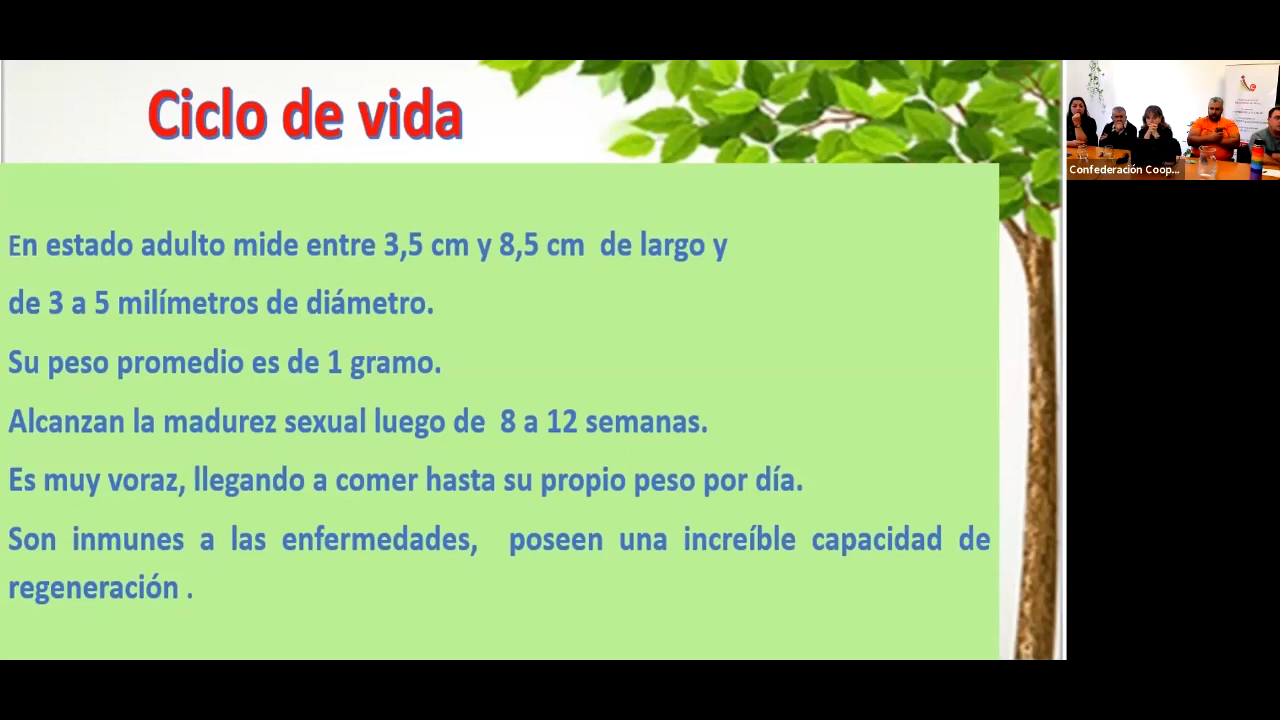 Ciclo de vida
En estado adulto mide entre 3,5 cm y 8,5 cm de largo y
de 3 a 5 milímetros de diámetro.
Su peso promedio es de 1 gramo.
Alcanzan la madurez sexual luego de 8 a 12 semanas.
Es muy voraz, llegando a comer hasta su propio peso por día.
Son inmunes a las enfermedades, poseen una increíble capacidad de
regeneración .
Confederación Coop...